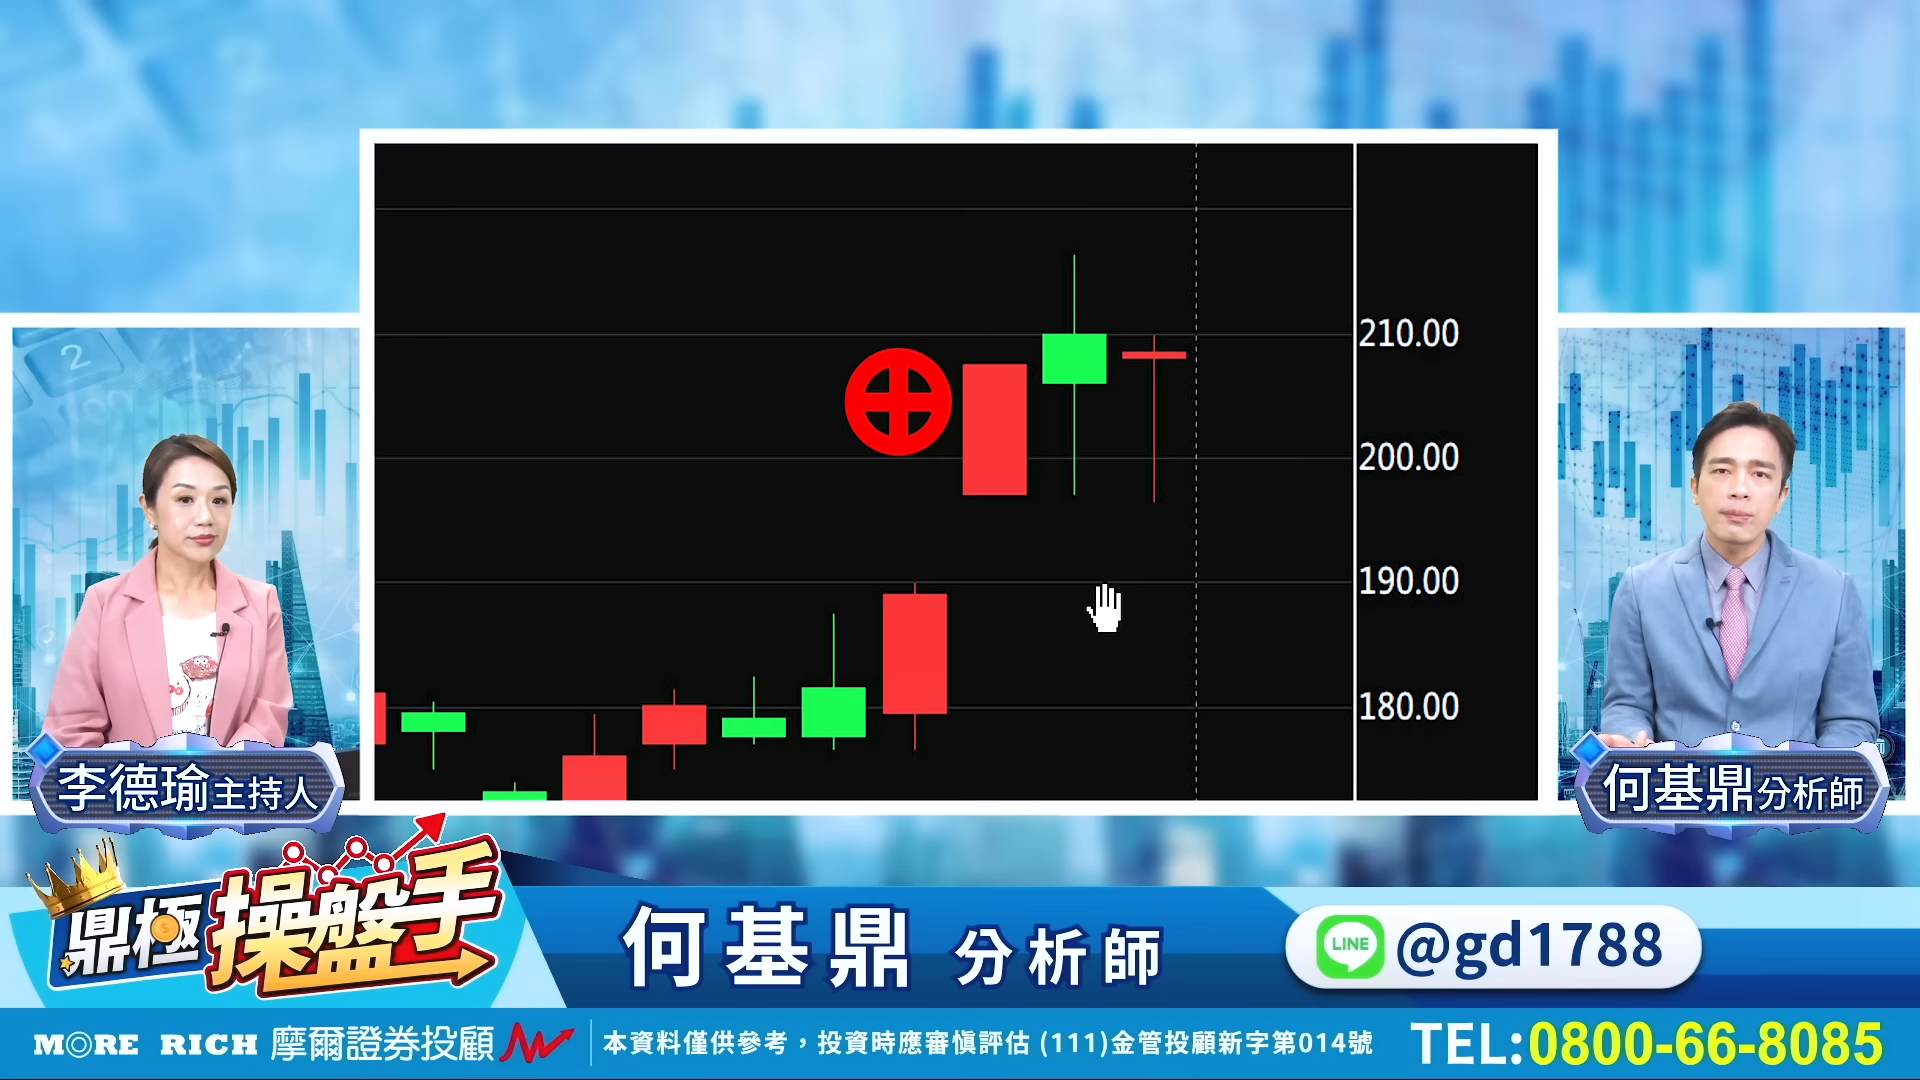 210.00
200.00
190.00
180.00
2
李德瑜主持人
何基鼎分析師
鼎極操盤手
何基鼎 分析師
LINE @gd1788
MORE RICH 摩爾證券投顧
本資料僅供參考，投資時應審慎評估 (111)金管投顧新字第014號
TEL:0800-66-8085